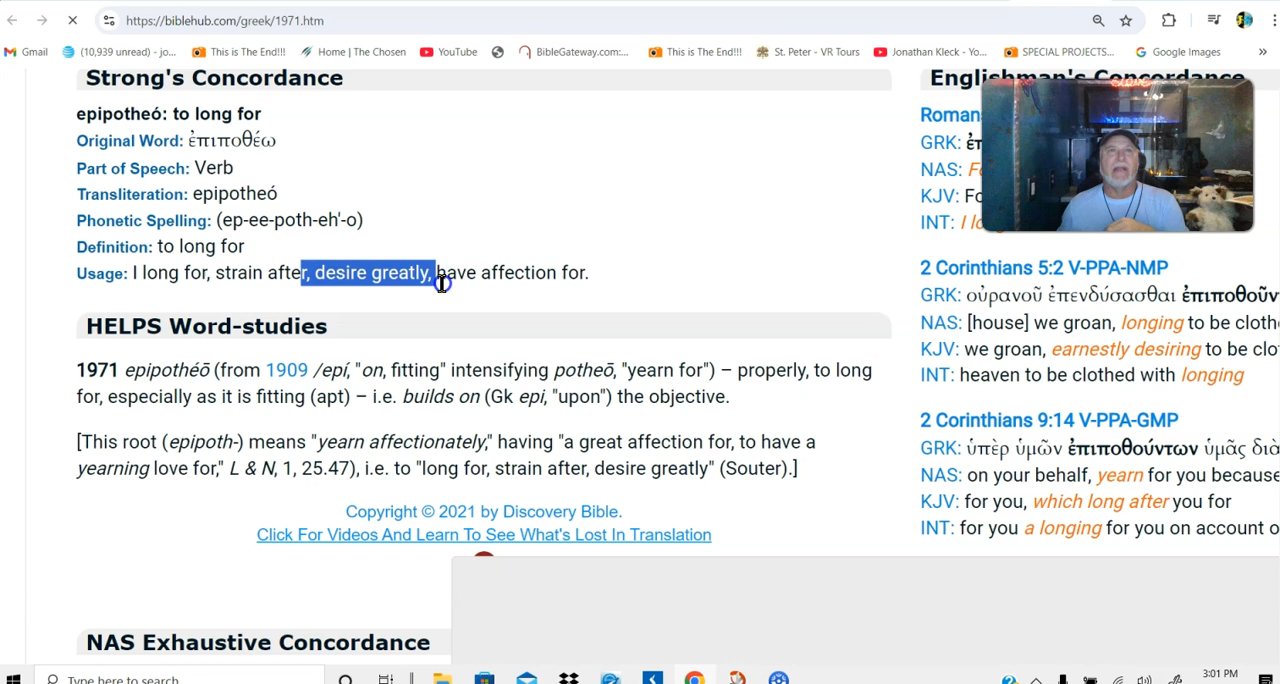 https://biblehub.com/greek/1971.htm
Gmail
(10,939 unread) - jo...
This is The End!!!
Home | The Chosen
YouTube
BibleGateway.com:...
This is The End!!!
St. Peter - VR Tours
Jonathan Kleck - Yo...
SPECIAL PROJECTS...
Google Images
Strong's Concordance
epipotheó: to long for
Original Word: ἐπιποθέω
Part of Speech: Verb
Transliteration: epipotheó
Phonetic Spelling: (ep-ee-poth-eh'-o)
Definition: to long for
Usage: I long for, strain after, desire greatly, have affection for.
HELPS Word-studies
1971 epipothéō (from 1909 /epí, "on, fitting" intensifying potheō, "yearn for") – properly, to long
for, especially as it is fitting (apt) – i.e. builds on (Gk epi, "upon") the objective.
[This root (epipoth-) means "yearn affectionately," having "a great affection for, to have a
yearning love for," L & N, 1, 25.47), i.e. to "long for, strain after, desire greatly" (Souter).]
Copyright © 2021 by Discovery Bible.
Click For Videos And Learn To See What's Lost In Translation
NAS Exhaustive Concordance
Englishman's Concordance
Romans
GRK:
NAS:
KJV:
INT:
2 Corinthians 5:2 V-PPA-NMP
GRK: οὐρανοῦ ἐπενδύσασθαι ἐπιποθοῦν
NAS: [house] we groan, longing to be cloth
KJV: we groan, earnestly desiring to be clo
INT: heaven to be clothed with longing
2 Corinthians 9:14 V-PPA-GMP
GRK: ὑπὲρ ὑμῶν ἐπιποθούντων ὑμᾶς διὰ
NAS: on your behalf, yearn for you because
KJV: for you, which long after you for
INT: for you a longing for you on account o
Type here to search
3:01 PM